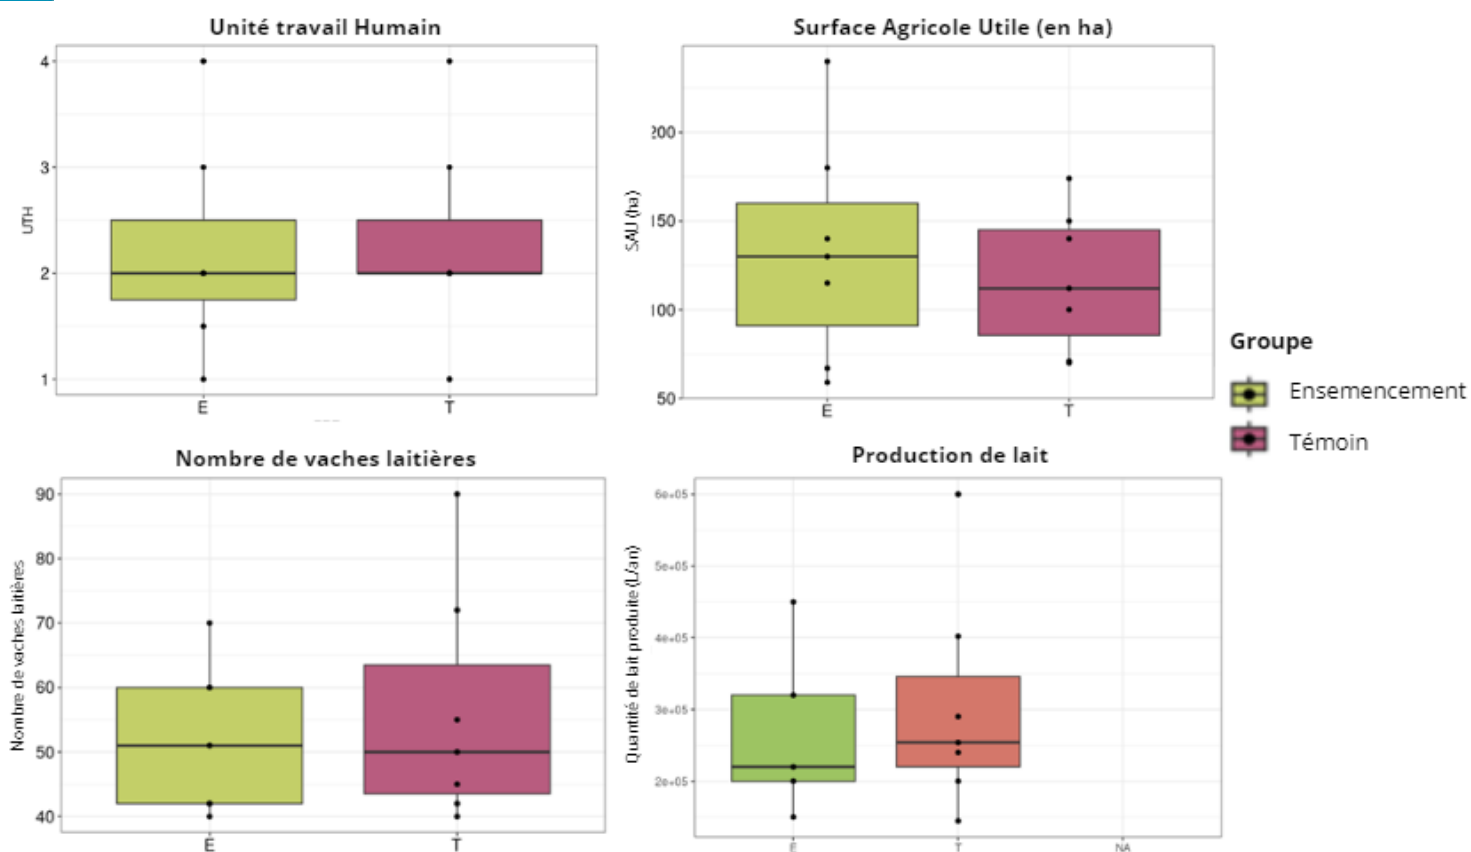 Unité travail Humain
UTH
4
3
2
1
E
T
Surface Agricole Utile (en ha)
SAU (ha)
200
150
100
50
E
T
Groupe
Ensemencement
Témoin
Nombre de vaches laitières
Nombre de vaches laitières
90
80
70
60
50
40
E
T
Production de lait
Quantité de lait produite (L/an)
6e+05
5e+05
4e+05
3e+05
2e+05
E
T
NA